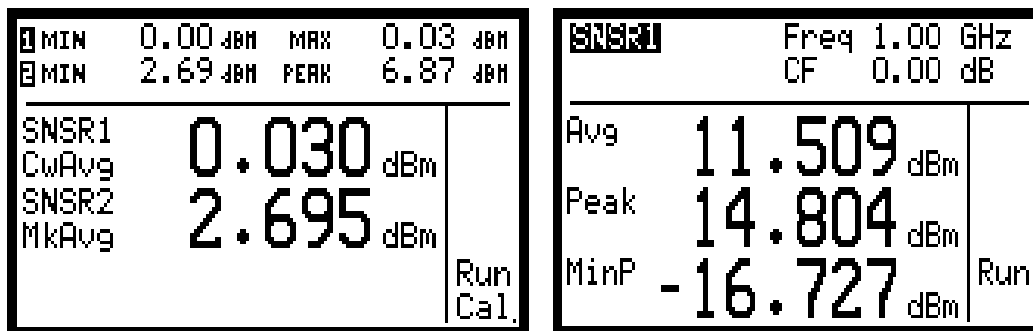 1 MIN 0.00 dBm MAX 0.03 dBm
2 MIN 2.69 dBm PEAK 6.87 dBm
SNSR1
CwAvg 0.030 dBm
SNSR2
MkAvg 2.695 dBm
Run
Cal
SNSR1 Freq 1.00 GHz
CF 0.00 dB
Avg 11.509 dBm
Peak 14.804 dBm
MinP -16.727 dBm
Run